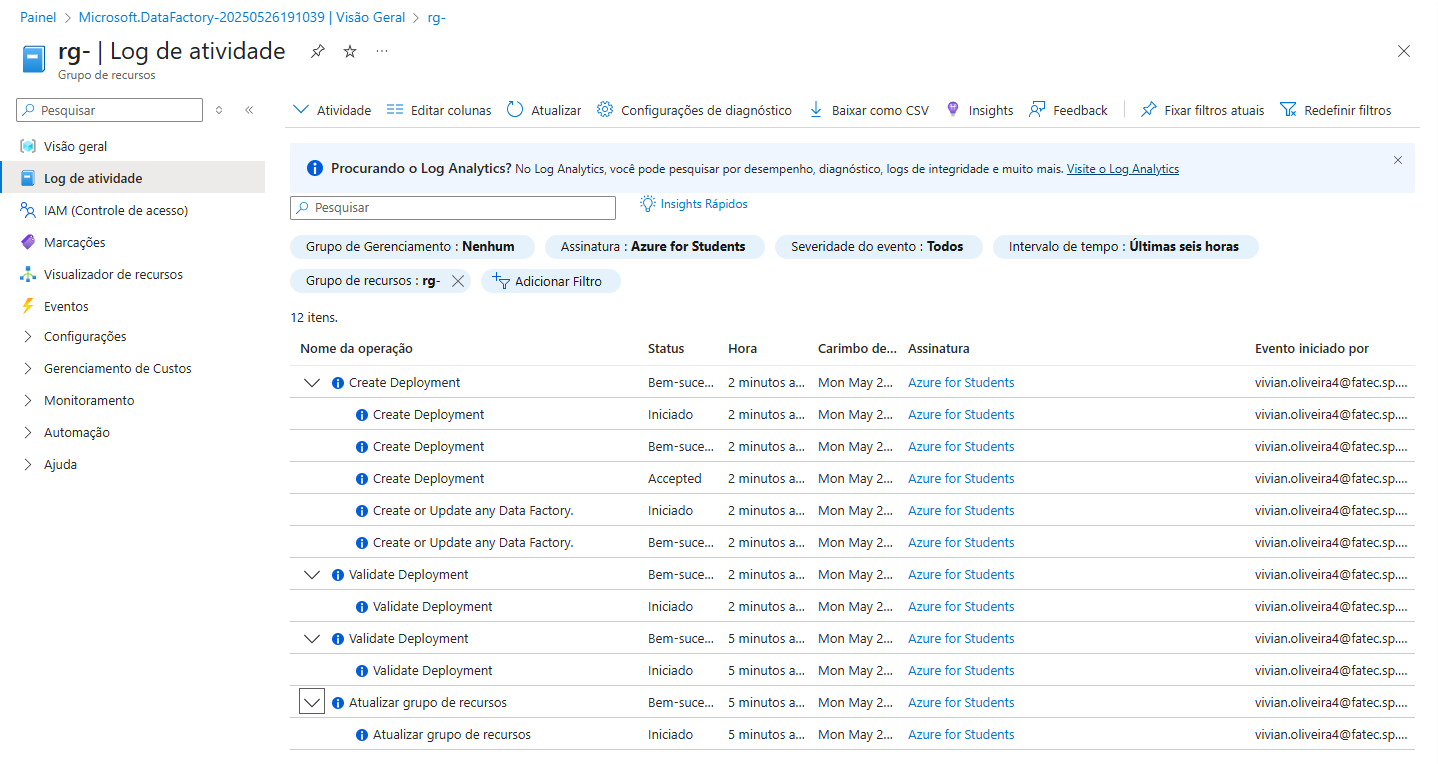 Painel > Microsoft.DataFactory-20250526191039 | Visão Geral > rg-
rg- | Log de atividade
Grupo de recursos
Pesquisar
Visão geral
Log de atividade
IAM (Controle de acesso)
Marcações
Visualizador de recursos
Eventos
Configurações
Gerenciamento de Custos
Monitoramento
Automação
Ajuda
Atividade Editar colunas Atualizar Configurações de diagnóstico Baixar como CSV Insights Feedback Fixar filtros atuais Redefinir filtros
Procurando o Log Analytics? No Log Analytics, você pode pesquisar por desempenho, diagnóstico, logs de integridade e muito mais. Visite o Log Analytics
Pesquisar Insights Rápidos
Grupo de Gerenciamento : Nenhum Assinatura : Azure for Students Severidade do evento : Todos Intervalo de tempo : Últimas seis horas
Grupo de recursos : rg- Adicionar Filtro
12 itens.
Nome da operação Status Hora Carimbo de... Assinatura Evento iniciado por
Create Deployment Bem-suce... 2 minutos a... Mon May 2... Azure for Students vivian.oliveira4@fatec.sp....
Create Deployment Iniciado 2 minutos a... Mon May 2... Azure for Students vivian.oliveira4@fatec.sp....
Create Deployment Bem-suce... 2 minutos a... Mon May 2... Azure for Students vivian.oliveira4@fatec.sp....
Create Deployment Accepted 2 minutos a... Mon May 2... Azure for Students vivian.oliveira4@fatec.sp....
Create or Update any Data Factory. Iniciado 2 minutos a... Mon May 2... Azure for Students vivian.oliveira4@fatec.sp....
Create or Update any Data Factory. Bem-suce... 2 minutos a... Mon May 2... Azure for Students vivian.oliveira4@fatec.sp....
Validate Deployment Bem-suce... 2 minutos a... Mon May 2... Azure for Students vivian.oliveira4@fatec.sp....
Validate Deployment Iniciado 2 minutos a... Mon May 2... Azure for Students vivian.oliveira4@fatec.sp....
Validate Deployment Bem-suce... 5 minutos a... Mon May 2... Azure for Students vivian.oliveira4@fatec.sp....
Validate Deployment Iniciado 5 minutos a... Mon May 2... Azure for Students vivian.oliveira4@fatec.sp....
Atualizar grupo de recursos Bem-suce... 5 minutos a... Mon May 2... Azure for Students vivian.oliveira4@fatec.sp....
Atualizar grupo de recursos Iniciado 5 minutos a... Mon May 2... Azure for Students vivian.oliveira4@fatec.sp....